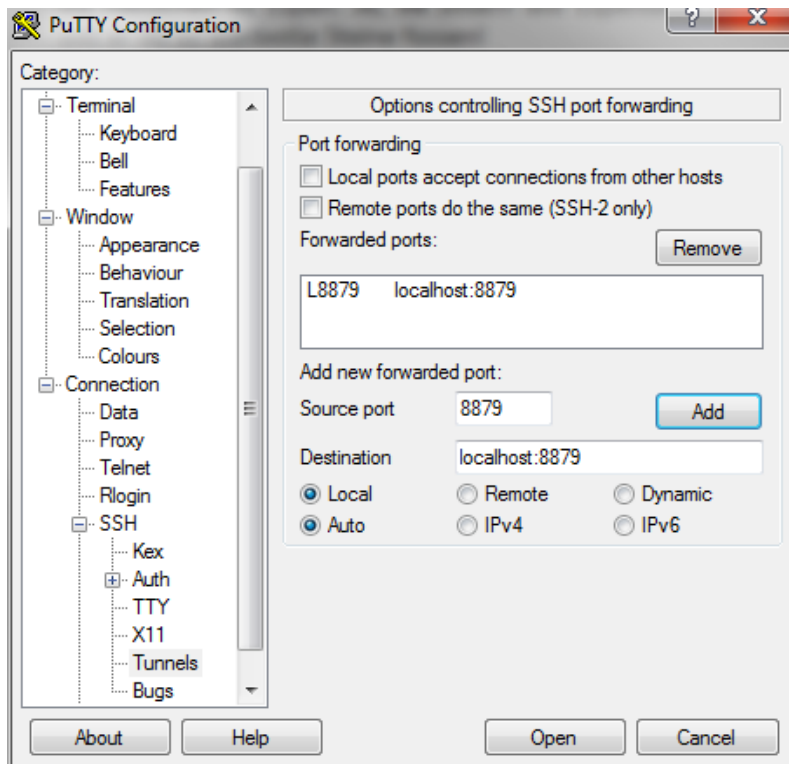 PuTTY Configuration
?
X
Category:
Terminal
Keyboard
Bell
Features
Window
Appearance
Behaviour
Translation
Selection
Colours
Connection
Data
Proxy
Telnet
Rlogin
SSH
Kex
Auth
TTY
X11
Tunnels
Bugs
Options controlling SSH port forwarding
Port forwarding
Local ports accept connections from other hosts
Remote ports do the same (SSH-2 only)
Forwarded ports:
Remove
L8879 localhost:8879
Add new forwarded port:
Source port 8879 Add
Destination localhost:8879
Local Remote Dynamic
Auto IPv4 IPv6
About Help Open Cancel